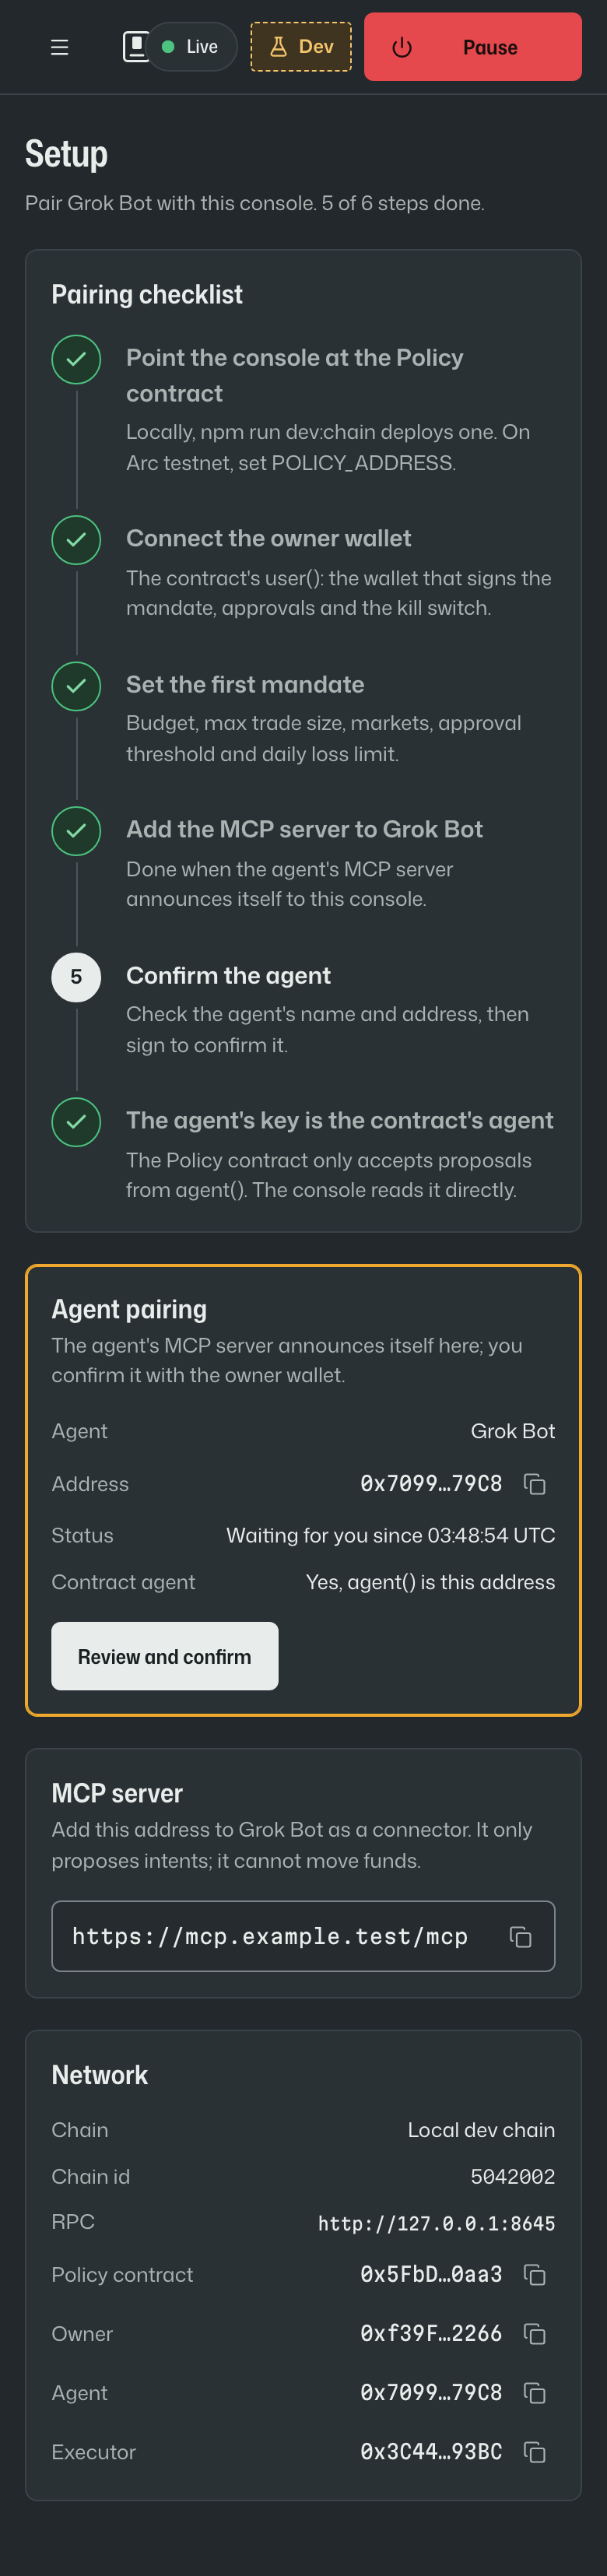 Live
Dev
Pause
Setup
Pair Grok Bot with this console. 5 of 6 steps done.
Pairing checklist
Point the console at the Policy
contract
Locally, npm run dev:chain deploys one. On
Arc testnet, set POLICY_ADDRESS.
Connect the owner wallet
The contract's user(): the wallet that signs the
mandate, approvals and the kill switch.
Set the first mandate
Budget, max trade size, markets, approval
threshold and daily loss limit.
Add the MCP server to Grok Bot
Done when the agent's MCP server
announces itself to this console.
5
Confirm the agent
Check the agent's name and address, then
sign to confirm it.
The agent's key is the contract's agent
The Policy contract only accepts proposals
from agent(). The console reads it directly.
Agent pairing
The agent's MCP server announces itself here; you
confirm it with the owner wallet.
Agent Grok Bot
Address 0x7099…79C8
Status Waiting for you since 03:48:54 UTC
Contract agent Yes, agent() is this address
Review and confirm
MCP server
Add this address to Grok Bot as a connector. It only
proposes intents; it cannot move funds.
https://mcp.example.test/mcp
Network
Chain Local dev chain
Chain id 5042002
RPC http://127.0.0.1:8645
Policy contract 0x5FbD…0aa3
Owner 0xf39F…2266
Agent 0x7099…79C8
Executor 0x3C44…93BC